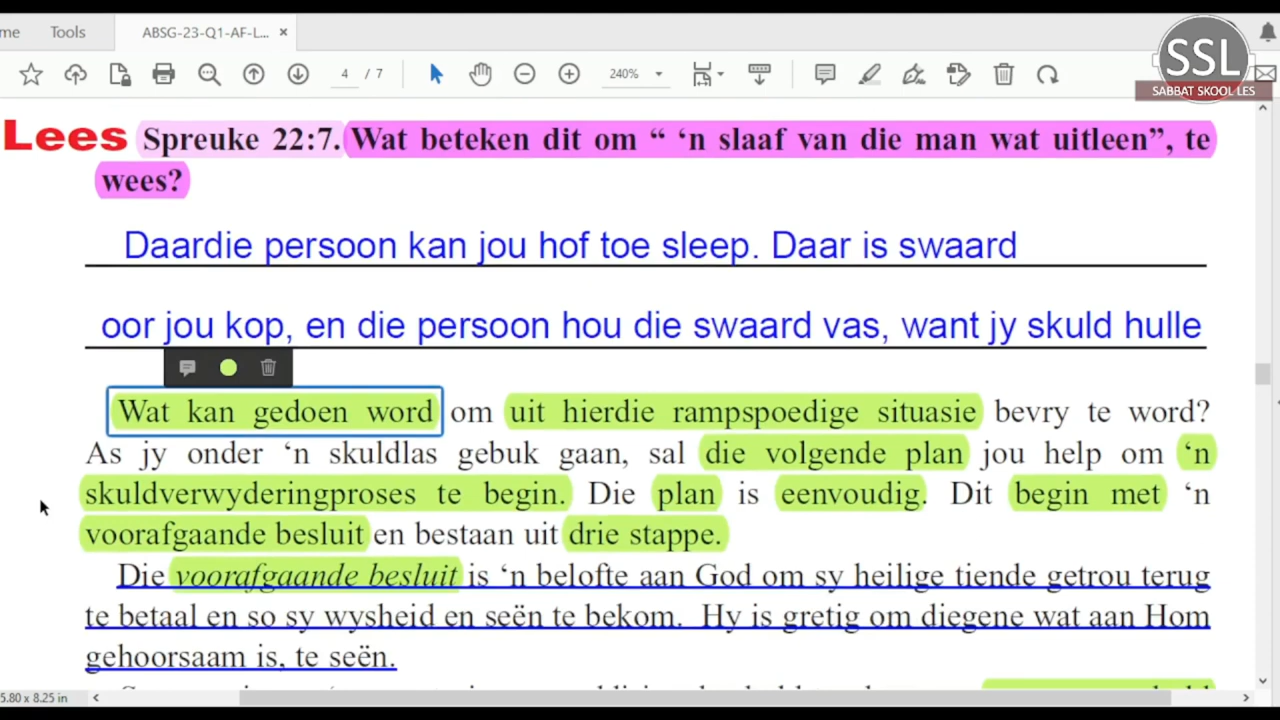 me Tools ABSG-23-Q1-AF-L... ×
SSL
SABBAT SKOOL LES
4 / 7 240%
Lees Spreuke 22:7. Wat beteken dit om “ ‘n slaaf van die man wat uitleen”, te
wees?
Daardie persoon kan jou hof toe sleep. Daar is swaard
oor jou kop, en die persoon hou die swaard vas, want jy skuld hulle
Wat kan gedoen word om uit hierdie rampspoedige situasie bevry te word?
As jy onder ‘n skuldlas gebuk gaan, sal die volgende plan jou help om ‘n
skuldverwyderingproses te begin. Die plan is eenvoudig. Dit begin met ‘n
voorafgaande besluit en bestaan uit drie stappe.
Die voorafgaande besluit is ‘n belofte aan God om sy heilige tiende getrou terug
te betaal en so sy wysheid en seën te bekom. Hy is gretig om diegene wat aan Hom
gehoorsaam is, te seën.
5.80 x 8.25 in